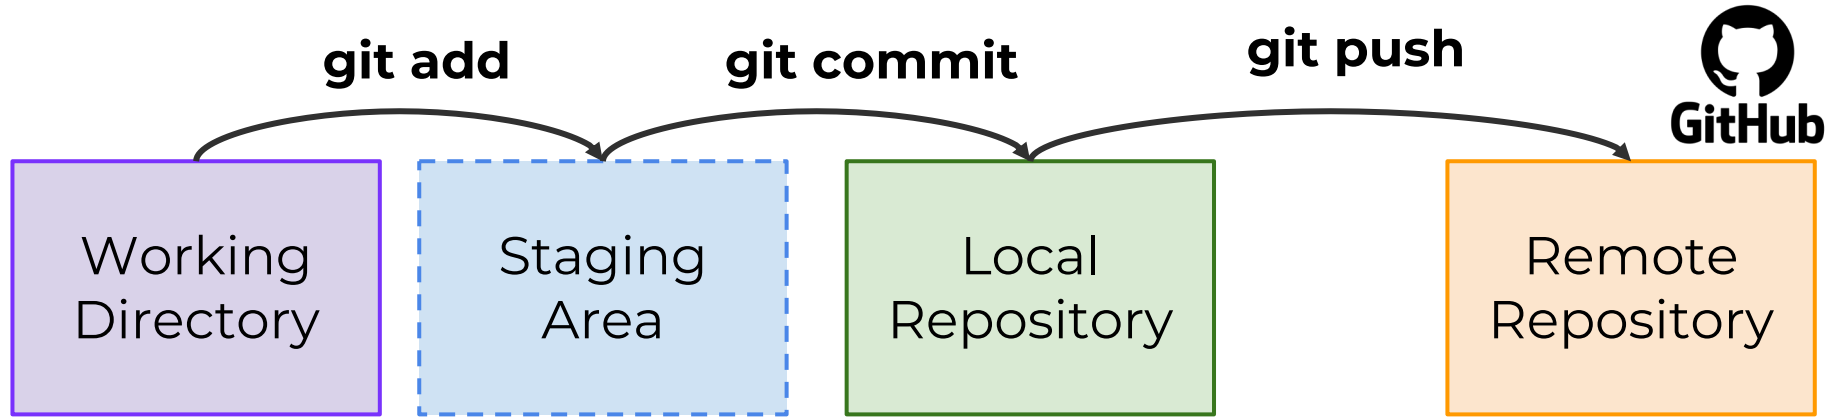 git add
git commit
git push
GitHub
Working
Directory
Staging
Area
Local
Repository
Remote
Repository